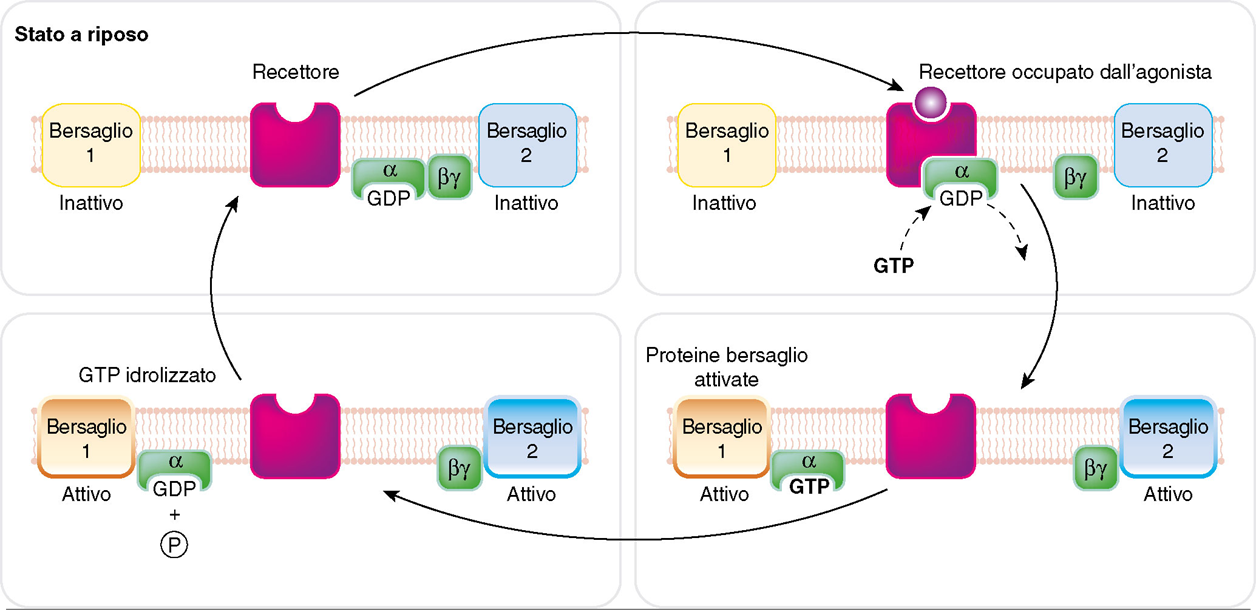 Stato a riposo
Recettore
Bersaglio
1
Inattivo
α
GDP
βγ
Bersaglio
2
Inattivo
Recettore occupato dall'agonista
Bersaglio
1
Inattivo
α
GDP
GTP
βγ
Bersaglio
2
Inattivo
GTP idrolizzato
Bersaglio
1
Attivo
α
GDP
+
P
βγ
Bersaglio
2
Attivo
Proteine bersaglio
attivate
Bersaglio
1
Attivo
α
GTP
βγ
Bersaglio
2
Attivo